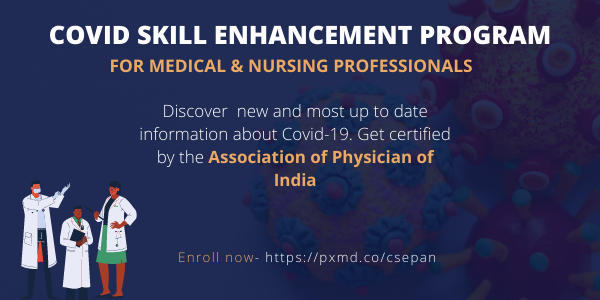 COVID SKILL ENHANCEMENT PROGRAM
FOR MEDICAL & NURSING PROFESSIONALS
Discover new and most up to date
information about Covid-19. Get certified
by the Association of Physician of
India
Enroll now- https://pxmd.co/csepan